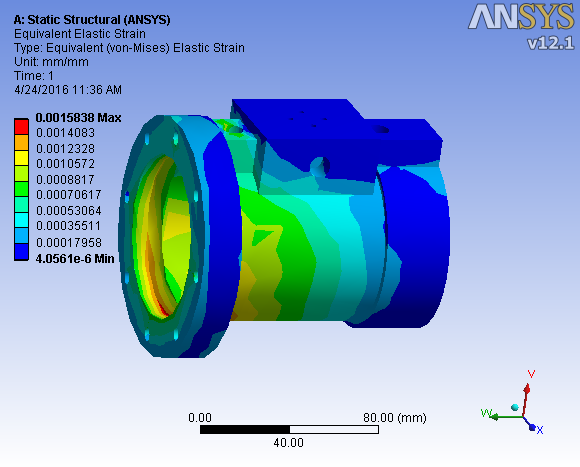 A: Static Structural (ANSYS)
Equivalent Elastic Strain
Type: Equivalent (von-Mises) Elastic Strain
Unit: mm/mm
Time: 1
4/24/2016 11:36 AM
ANSYS
v12.1
0.0015838 Max
0.0014083
0.0012328
0.0010572
0.0008817
0.00070617
0.00053064
0.00035511
0.00017958
4.0561e-6 Min
V
W
X
0.00
80.00 (mm)
40.00